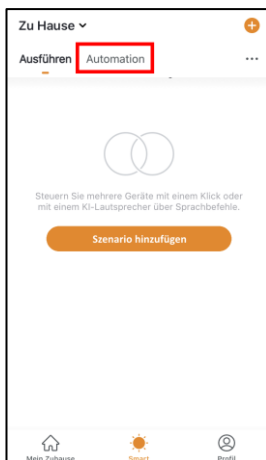 Zu Hause
Ausführen Automation
Steuern Sie mehrere Geräte mit einem Klick oder
mit einem KI-Lautsprecher über Sprachbefehle.
Szenario hinzufügen
Mein Zuhause Smart Profil